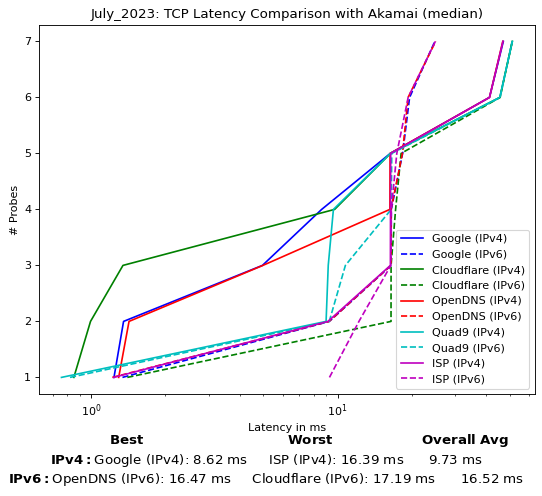 July_2023: TCP Latency Comparison with Akamai (median)
# Probes
7
6
5
4
3
2
1
Google (IPv4)
Google (IPv6)
Cloudflare (IPv4)
Cloudflare (IPv6)
OpenDNS (IPv4)
OpenDNS (IPv6)
Quad9 (IPv4)
Quad9 (IPv6)
ISP (IPv4)
ISP (IPv6)
10⁰ 10¹
Latency in ms
Best Worst Overall Avg
IPv4: Google (IPv4): 8.62 ms ISP (IPv4): 16.39 ms 9.73 ms
IPv6: OpenDNS (IPv6): 16.47 ms Cloudflare (IPv6): 17.19 ms 16.52 ms